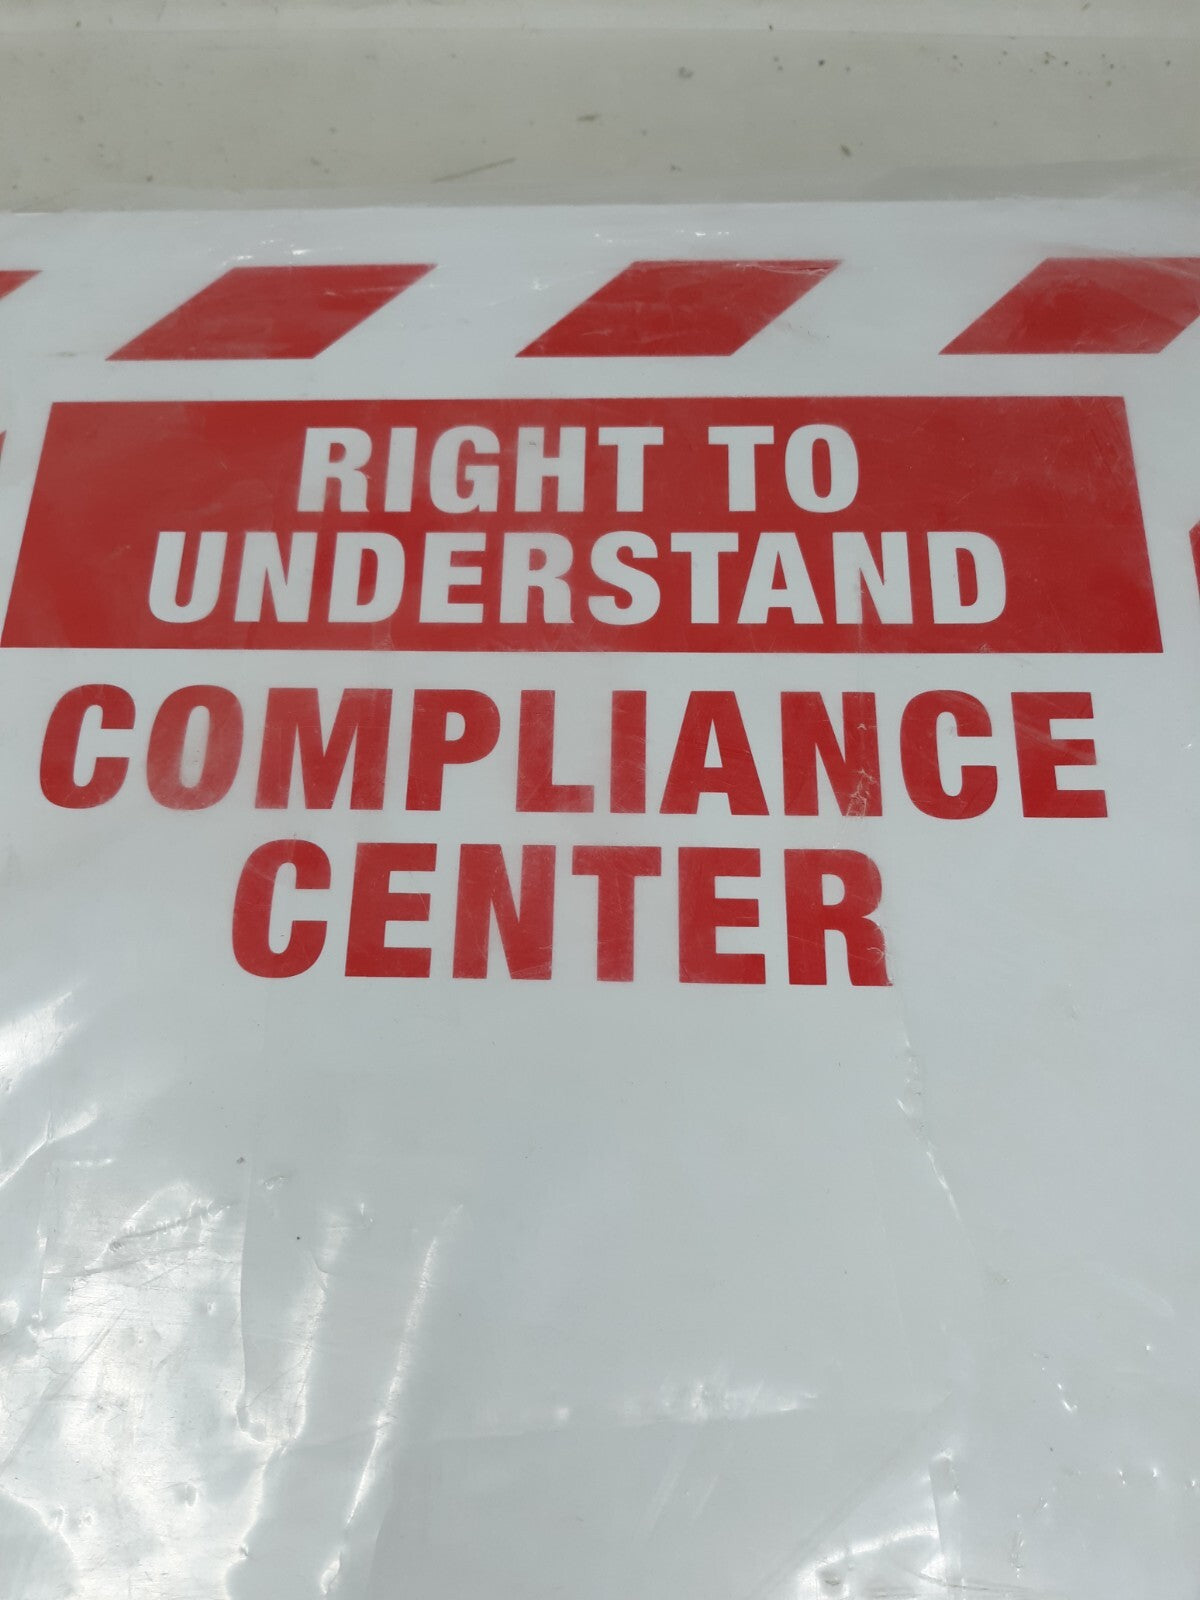 RIGHT TO
UNDERSTAND
COMPLIANCE
CENTER